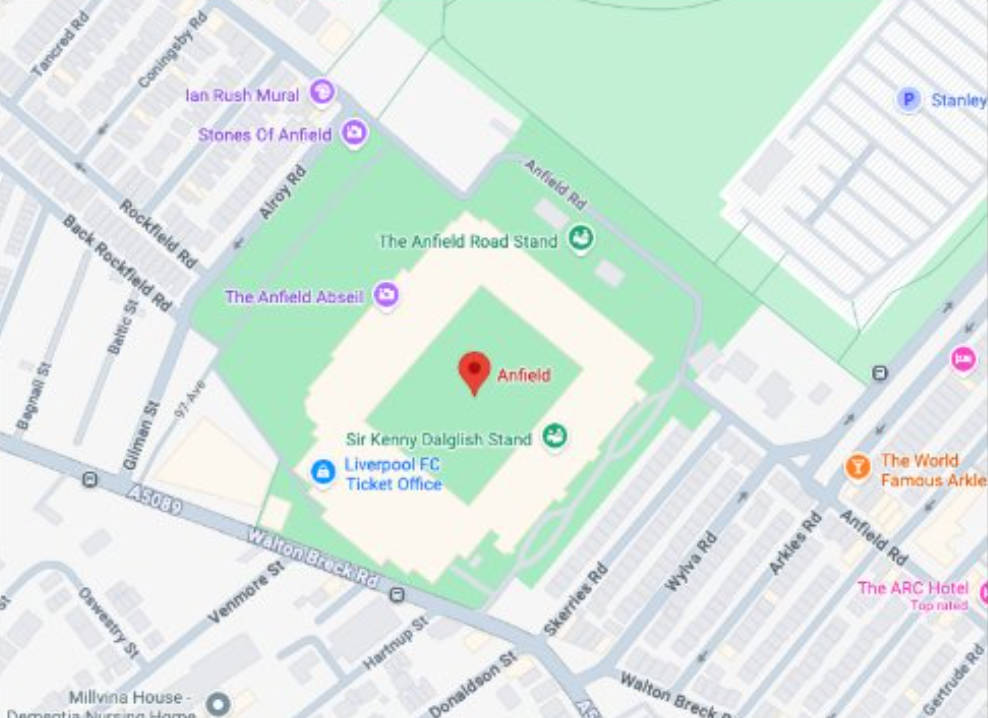 Tancred Rd
Coningsby Rd
Ian Rush Mural
Stones Of Anfield
P
Stanley
Alroy Rd
Anfield Rd
Rockfield Rd
Back Rockfield Rd
The Anfield Road Stand
The Anfield Abseil
Baltic St
Bagnall St
97-Ave
Anfield
Gilman St
Sir Kenny Dalglish Stand
Liverpool FC
Ticket Office
The World
Famous Arkle
A5089
Walton Breck Rd
Anfield Rd
Wylva Rd
Arkles Rd
Skerries Rd
Venmore St
Oswestry St
Hartnup St
Donaldson St
The ARC Hotel
Top rated
Gertrude Rd
Walton Breck R
St
Millvina House -
Dementia Nursing Home